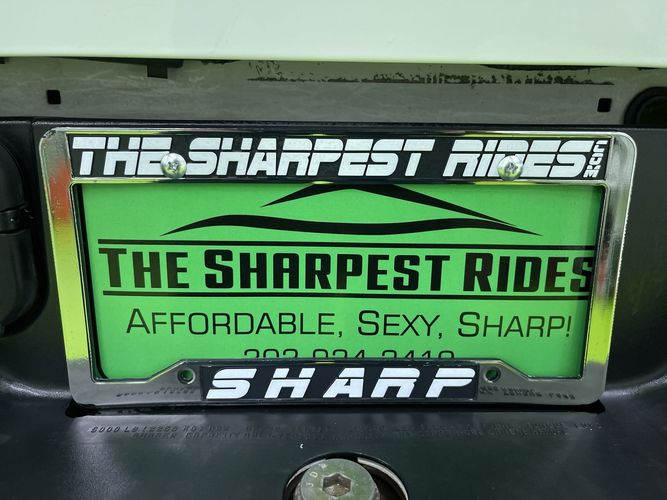 THE SHARPEST RIDES.COM
THE SHARPEST RIDES
AFFORDABLE, SEXY, SHARP!
SHARP